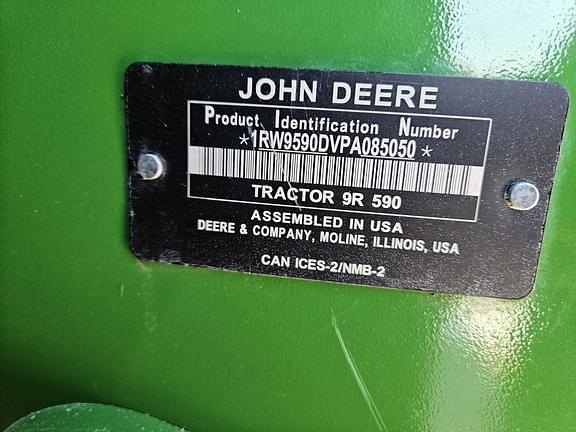 JOHN DEERE
Product Identification Number
*1RW9590DVPA085050*
TRACTOR 9R 590
ASSEMBLED IN USA
DEERE & COMPANY, MOLINE, ILLINOIS, USA
CAN ICES-2/NMB-2